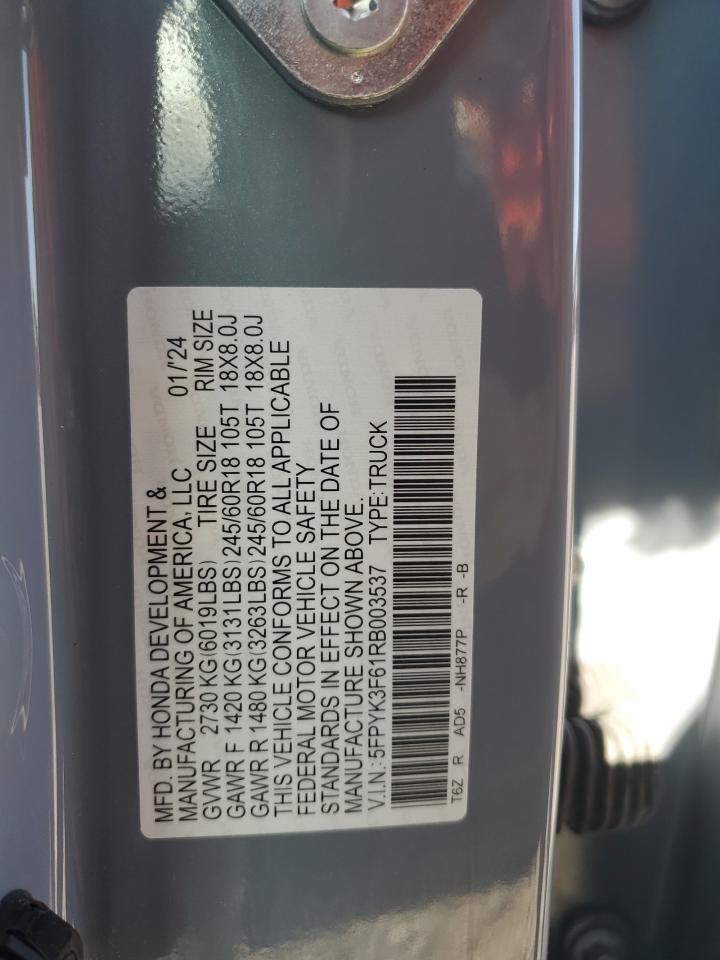 MFD. BY HONDA DEVELOPMENT &
MANUFACTURING OF AMERICA, LLC 01/'24
GVWR 2730 KG(6019LBS) TIRE SIZE RIM SIZE
GAWR F 1420 KG(3131LBS) 245/60R18 105T 18X8.0J
GAWR R 1480 KG(3263LBS) 245/60R18 105T 18X8.0J
THIS VEHICLE CONFORMS TO ALL APPLICABLE
FEDERAL MOTOR VEHICLE SAFETY
STANDARDS IN EFFECT ON THE DATE OF
MANUFACTURE SHOWN ABOVE.
V.I.N.: 5FPYK3F61RB003537 TYPE:TRUCK
T6Z R AD5 -NH877P -R -B